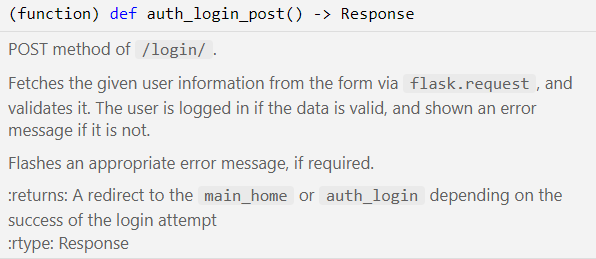 (function) def auth_login_post() -> Response
POST method of /login/.
Fetches the given user information from the form via flask.request, and
validates it. The user is logged in if the data is valid, and shown an error
message if it is not.
Flashes an appropriate error message, if required.
:returns: A redirect to the main_home or auth_login depending on the
success of the login attempt
:rtype: Response